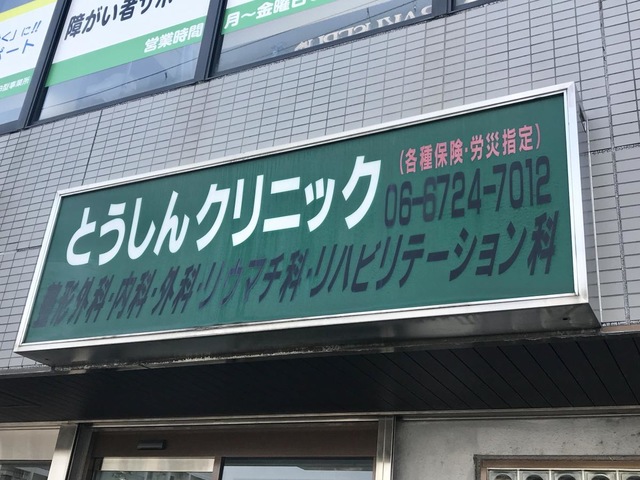 障がい者サポ
営業時間
月～金曜日
ポート
とうしんクリニック
(各種保険・労災指定)
06-6724-7012
整形外科・内科・外科・リウマチ科・リハビリテーション科